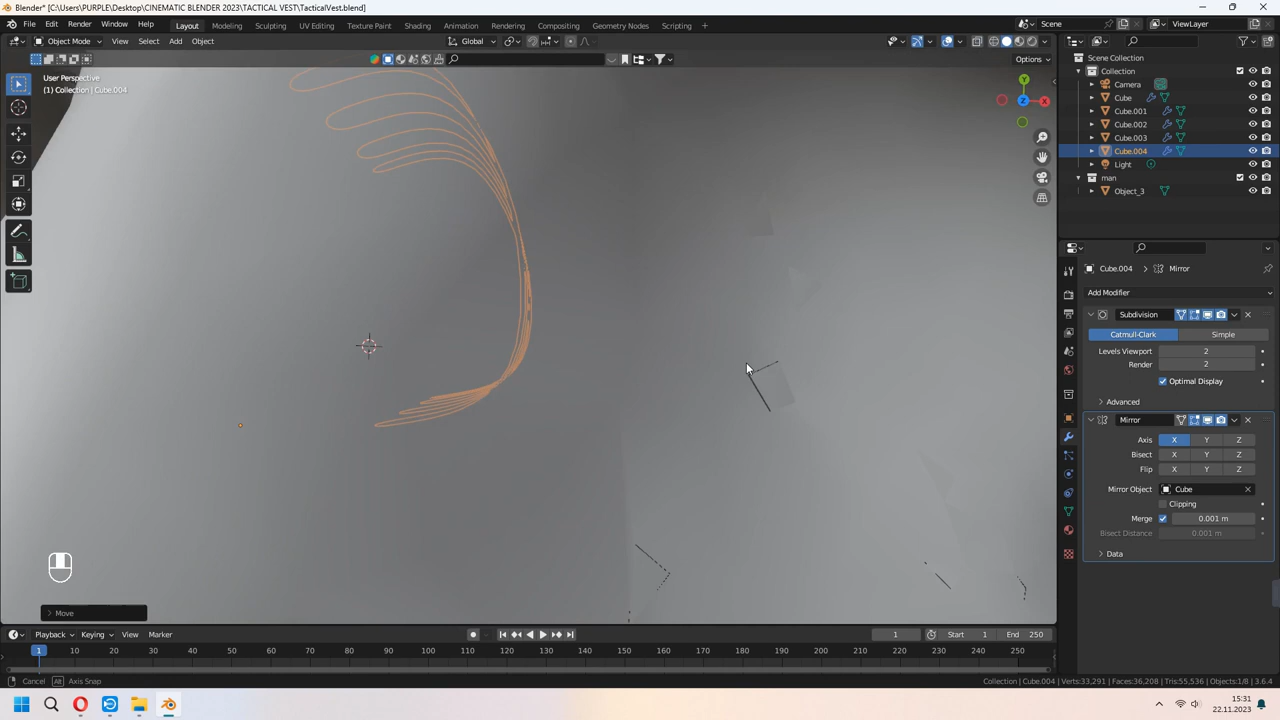 Blender* [C:\Users\PURPLE\Desktop\CINEMATIC BLENDER 2023\TACTICAL VEST\TacticalVest.blend]
File Edit Render Window Help
Layout Modeling Sculpting UV Editing Texture Paint Shading Animation Rendering Compositing Geometry Nodes Scripting +
Scene ViewLayer
Object Mode View Select Add Object Global
Options
User Perspective
(1) Collection | Cube.004
Y
Z
X
Scene Collection
Collection
Camera
Cube
Cube.001
Cube.002
Cube.003
Cube.004
Light
man
Object_3
Cube.004 > Mirror
Add Modifier
Subdivision
Catmull-Clark Simple
Levels Viewport 2
Render 2
Optimal Display
Advanced
Mirror
Axis X Y Z
Bisect X Y Z
Flip X Y Z
Mirror Object Cube
Clipping
Merge 0.001 m
Bisect Distance 0.001 m
Data
> Move
Playback Keying View Marker
1 Start 1 End 250
1 10 20 30 40 50 60 70 80 90 100 110 120 130 140 150 160 170 180 190 200 210 220 230 240 250
Cancel Alt Axis Snap
Collection | Cube.004 | Verts:33,291 | Faces:36,208 | Tris:55,536 | Objects:1/8 | 3.6.4
15:31
22.11.2023